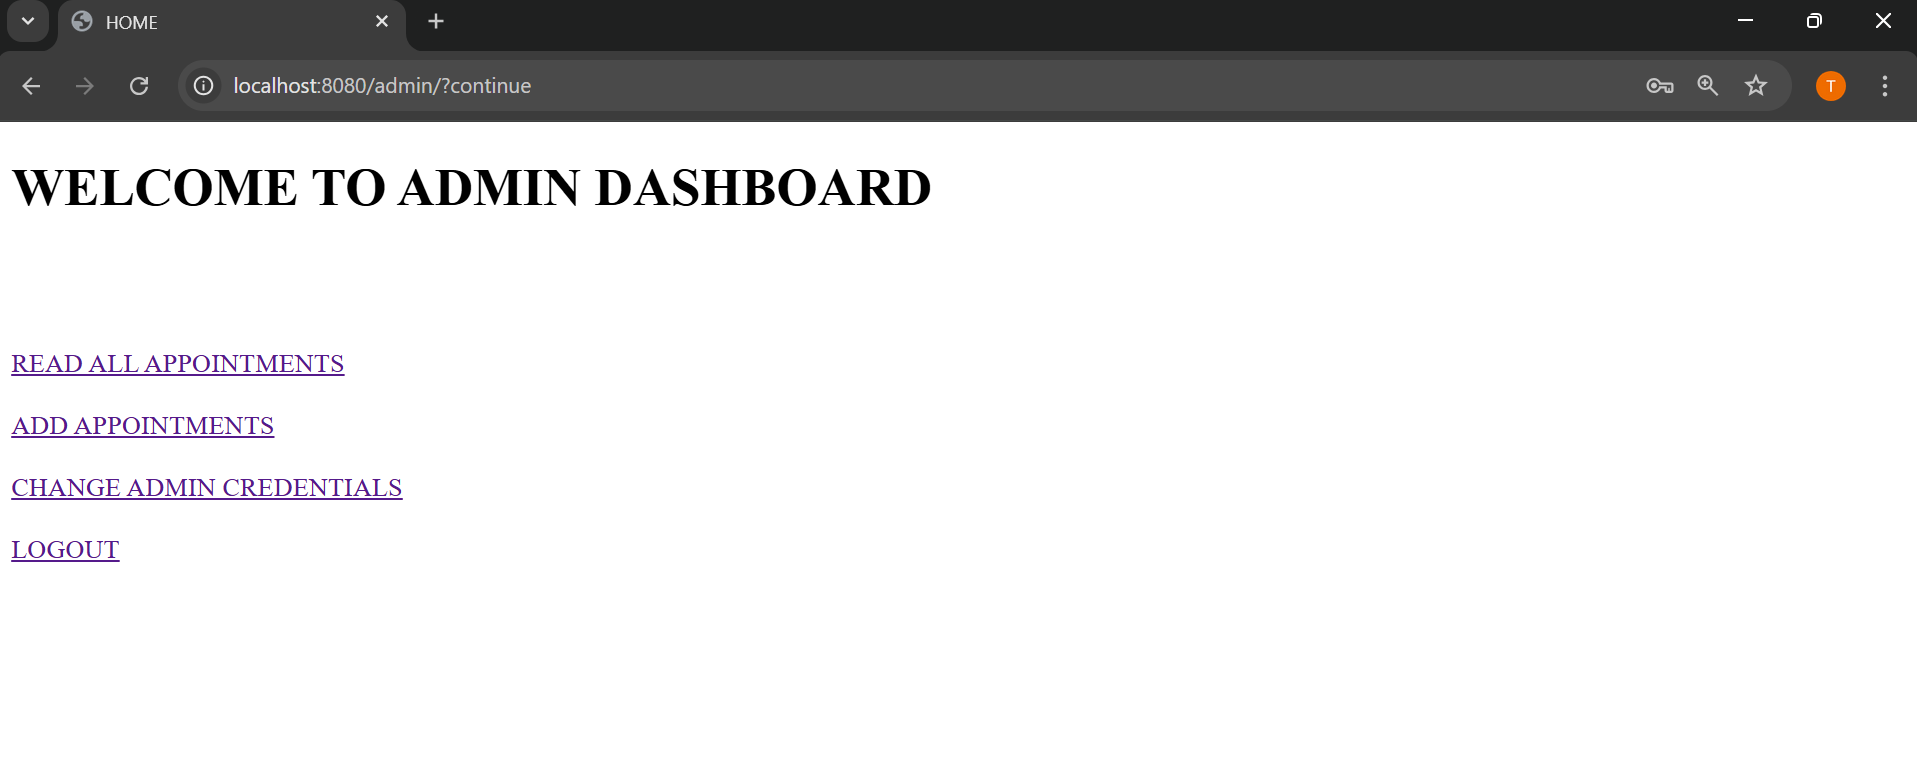 HOME
localhost:8080/admin/?continue
T
WELCOME TO ADMIN DASHBOARD
READ ALL APPOINTMENTS
ADD APPOINTMENTS
CHANGE ADMIN CREDENTIALS
LOGOUT